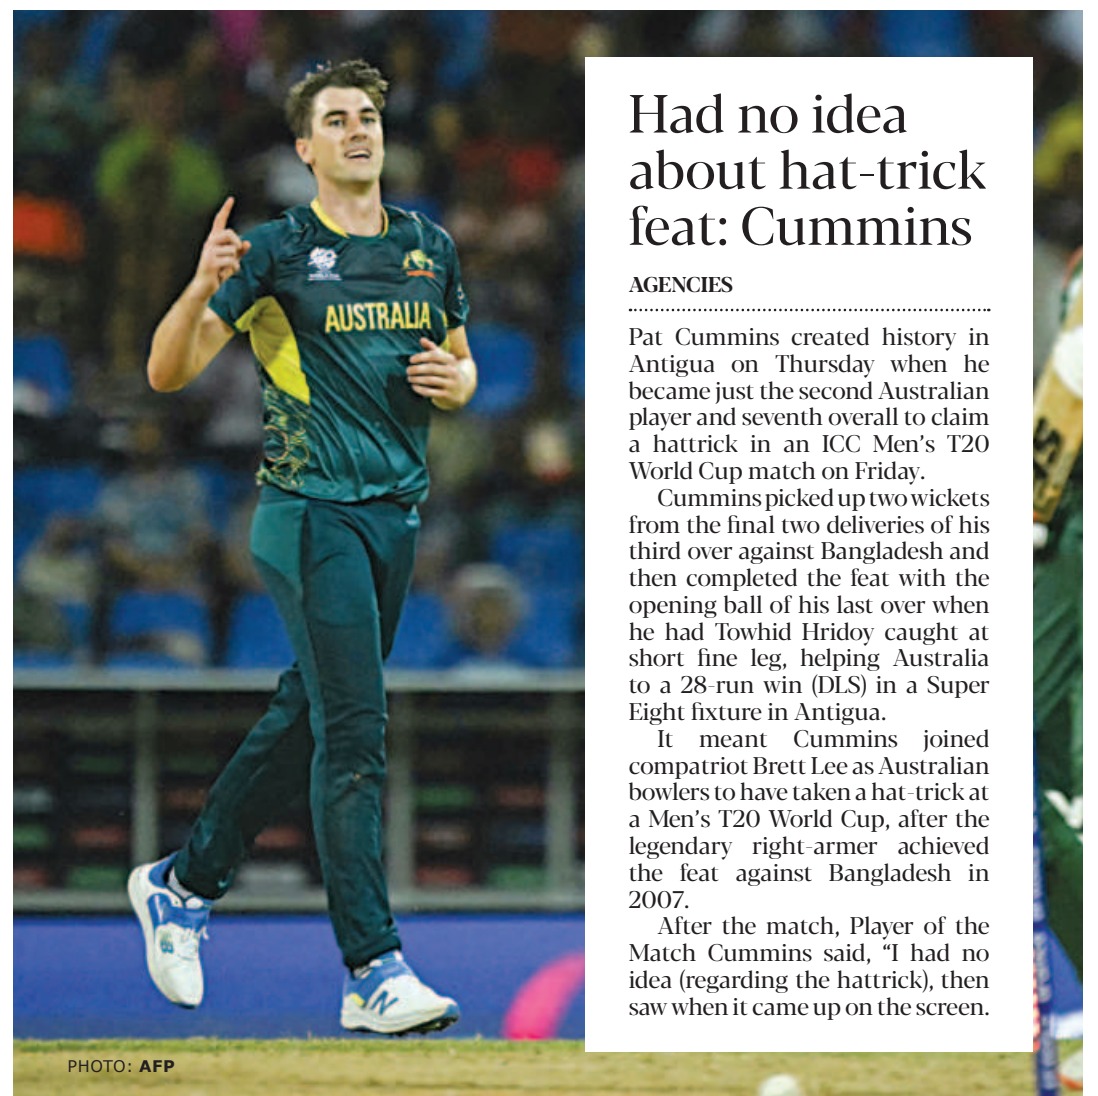 Had no idea
about hat-trick
feat: Cummins
AGENCIES
Pat Cummins created history in
Antigua on Thursday when he
became just the second Australian
player and seventh overall to claim
a hattrick in an ICC Men's T20
World Cup match on Friday.
Cummins picked up two wickets
from the final two deliveries of his
third over against Bangladesh and
then completed the feat with the
opening ball of his last over when
he had Towhid Hridoy caught at
short fine leg, helping Australia
to a 28-run win (DLS) in a Super
Eight fixture in Antigua.
It meant Cummins joined
compatriot Brett Lee as Australian
bowlers to have taken a hat-trick at
a Men's T20 World Cup, after the
legendary right-armer achieved
the feat against Bangladesh in
2007.
After the match, Player of the
Match Cummins said, “I had no
idea (regarding the hattrick), then
saw when it came up on the screen.
AUSTRALIA
PHOTO: AFP